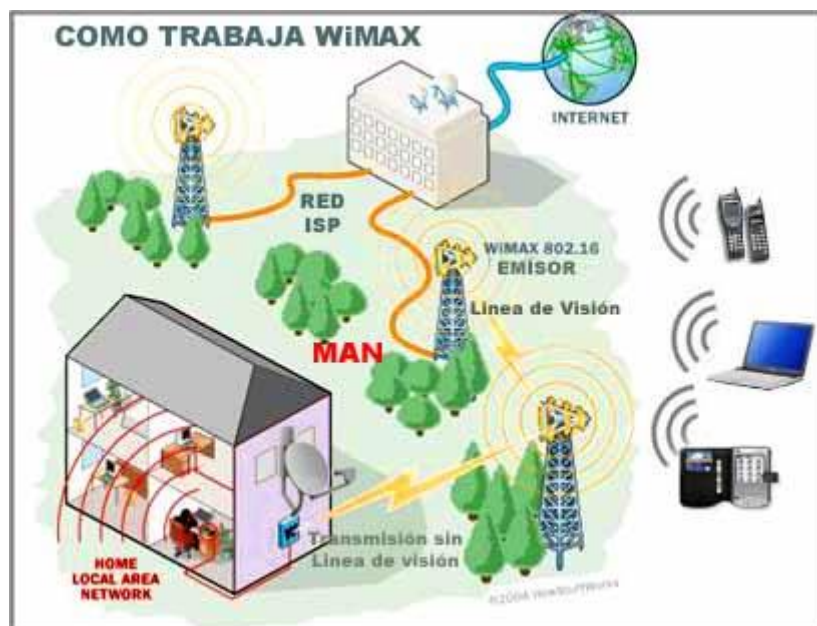 COMO TRABAJA WiMAX
INTERNET
RED
ISP
WiMAX 802.16
EMISOR
Linea de Visión
MAN
Transmisión sin
Linea de visión
HOME
LOCAL AREA
NETWORK
©2004 HowStuffWorks